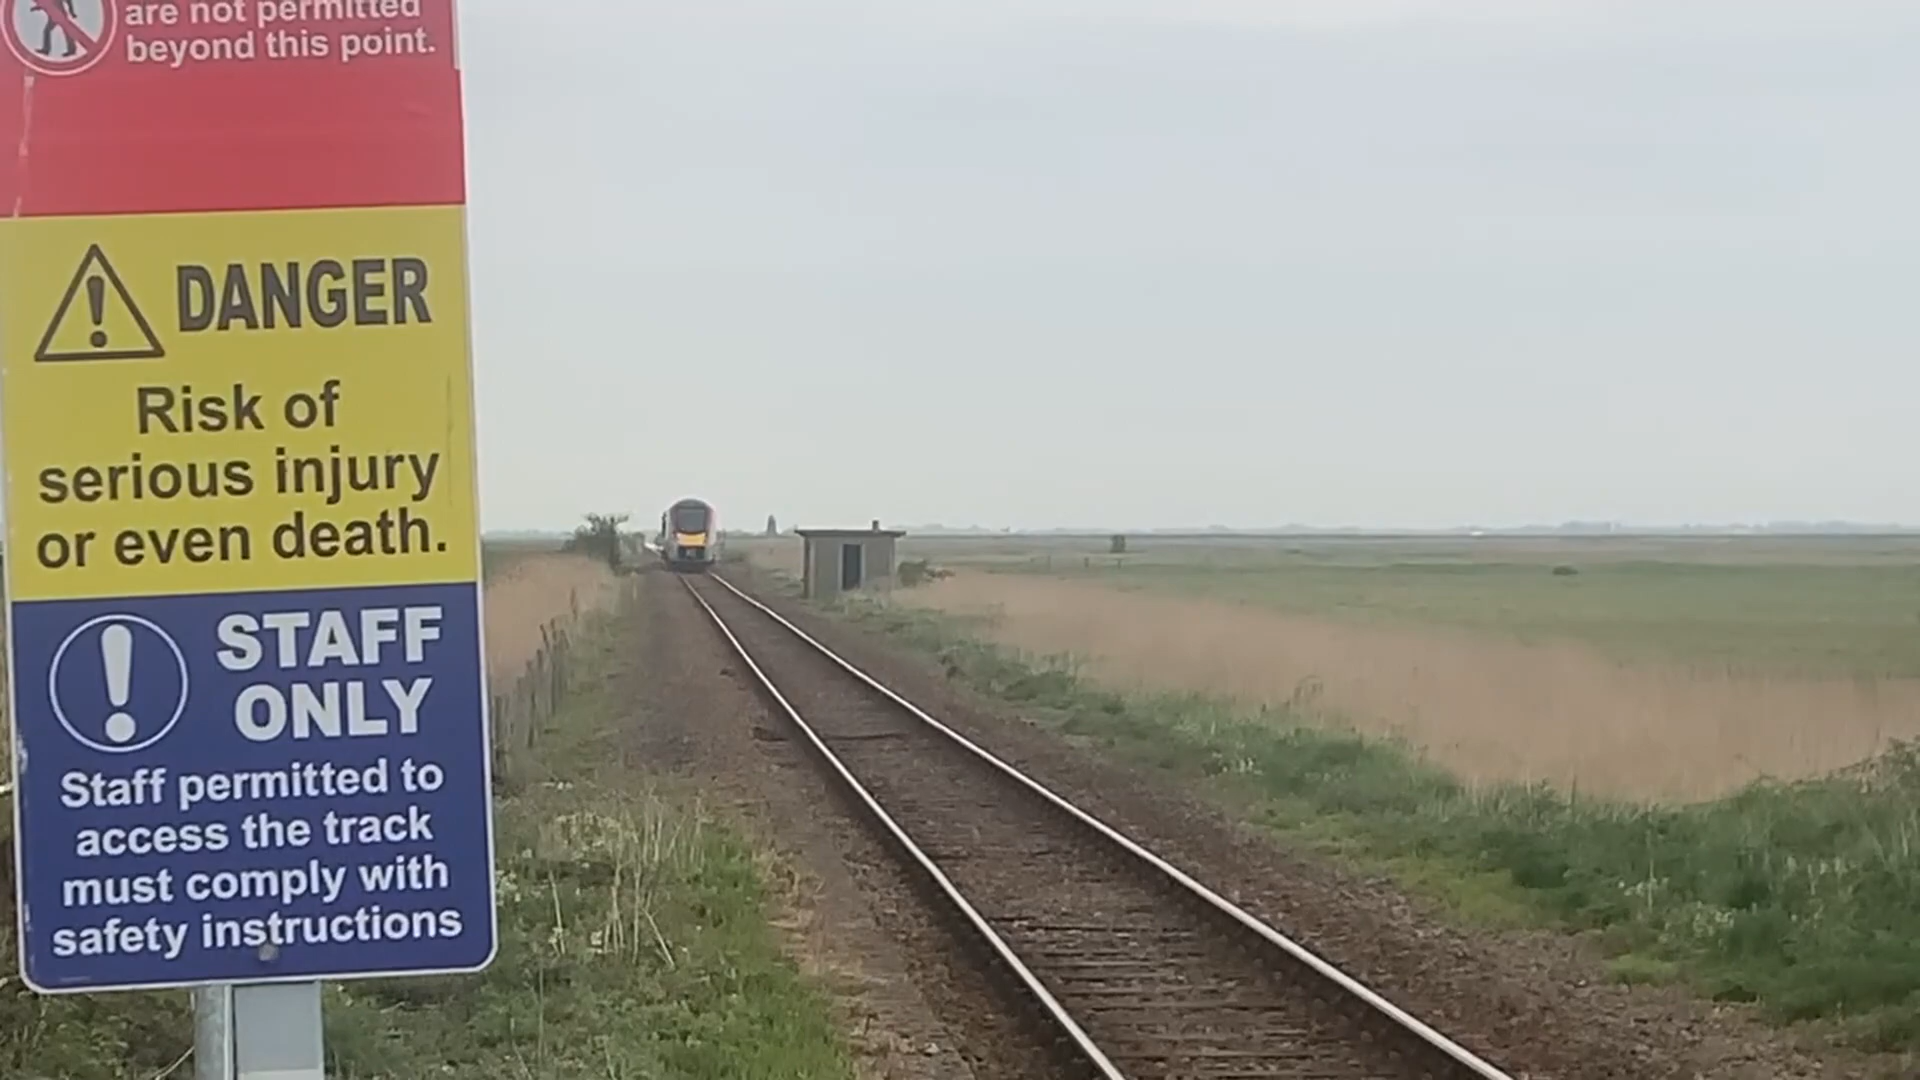 are not permitted
beyond this point.
DANGER
Risk of
serious injury
or even death.
STAFF
ONLY
Staff permitted to
access the track
must comply with
safety instructions